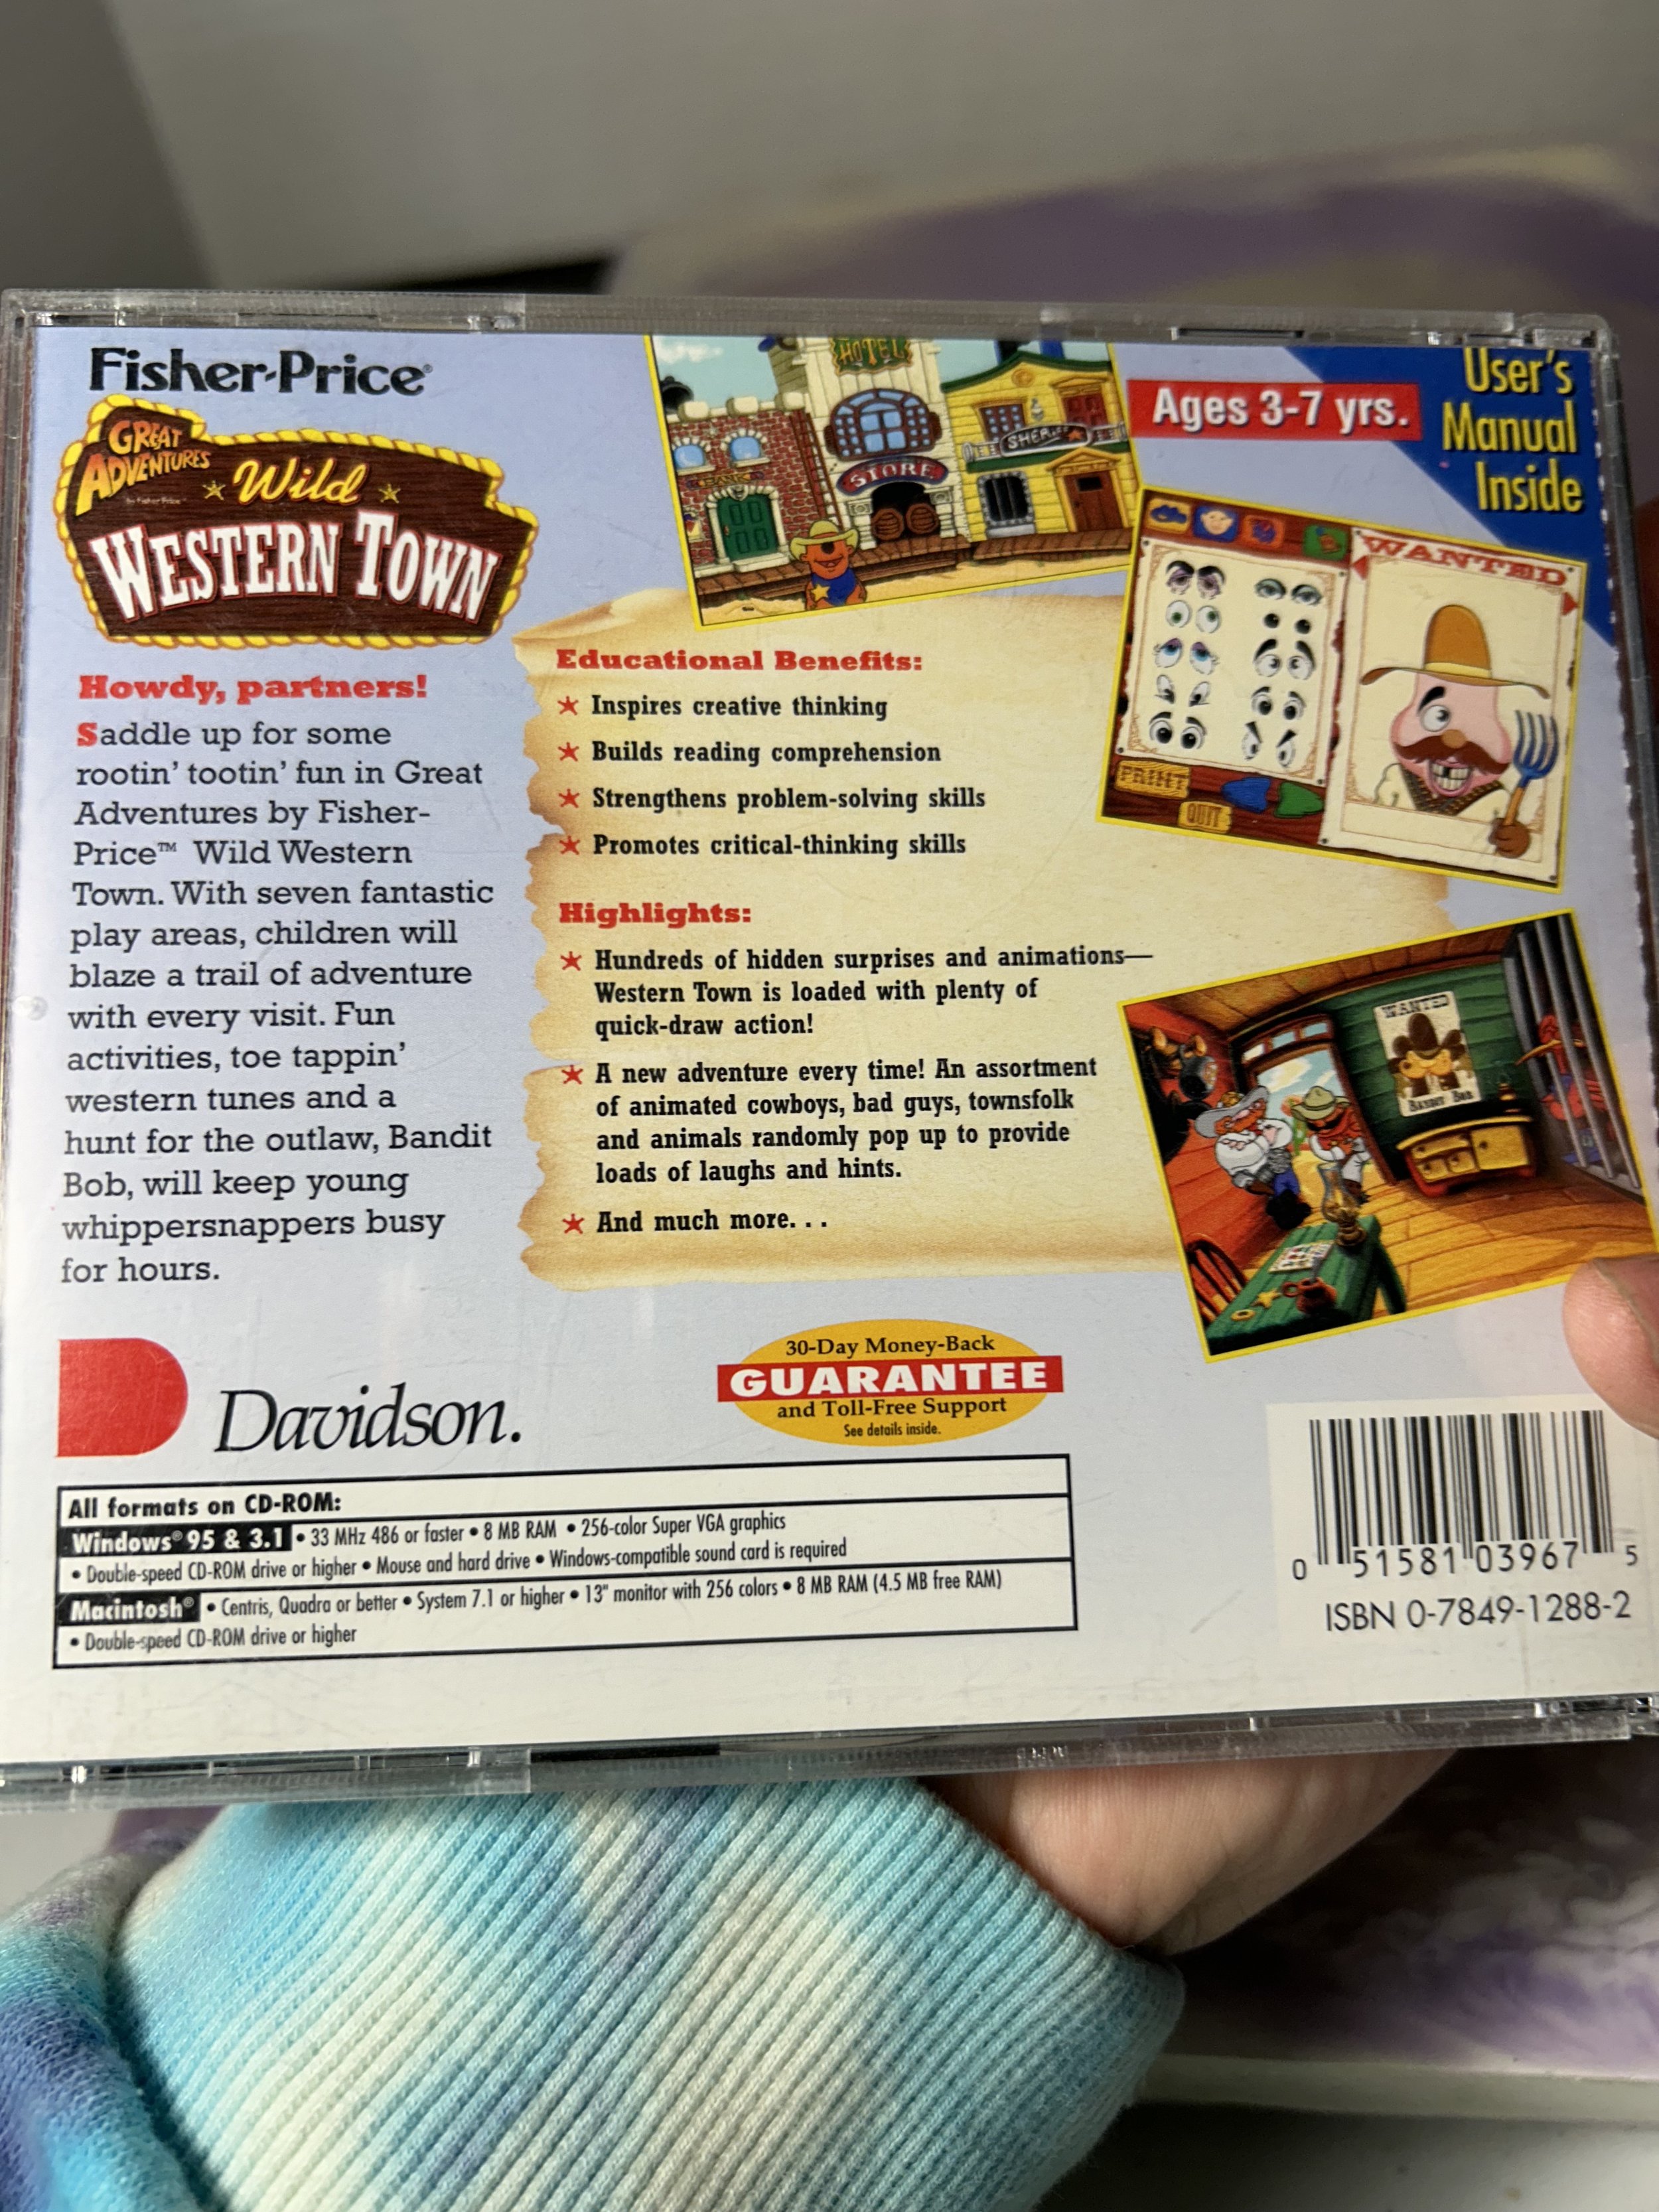 Fisher-Price®
GREAT
ADVENTURES
by Fisher-Price™
Wild
WESTERN TOWN
Howdy, partners!
Saddle up for some
rootin' tootin' fun in Great
Adventures by Fisher-
Price™ Wild Western
Town. With seven fantastic
play areas, children will
blaze a trail of adventure
with every visit. Fun
activities, toe tappin'
western tunes and a
hunt for the outlaw, Bandit
Bob, will keep young
whippersnappers busy
for hours.
HOTEL
STORE
SHERIFF
BANK
Ages 3-7 yrs.
User's
Manual
Inside
WANTED
PRINT
QUIT
Educational Benefits:
★ Inspires creative thinking
★ Builds reading comprehension
★ Strengthens problem-solving skills
★ Promotes critical-thinking skills
Highlights:
★ Hundreds of hidden surprises and animations—
Western Town is loaded with plenty of
quick-draw action!
★ A new adventure every time! An assortment
of animated cowboys, bad guys, townsfolk
and animals randomly pop up to provide
loads of laughs and hints.
★ And much more. . .
WANTED
BANDIT BOB
Davidson.
30-Day Money-Back
GUARANTEE
and Toll-Free Support
See details inside.
All formats on CD-ROM:
Windows® 95 & 3.1 • 33 MHz 486 or faster • 8 MB RAM • 256-color Super VGA graphics
• Double-speed CD-ROM drive or higher • Mouse and hard drive • Windows-compatible sound card is required
Macintosh® • Centris, Quadra or better • System 7.1 or higher • 13" monitor with 256 colors • 8 MB RAM (4.5 MB free RAM)
• Double-speed CD-ROM drive or higher
0 51581 03967 5
ISBN 0-7849-1288-2